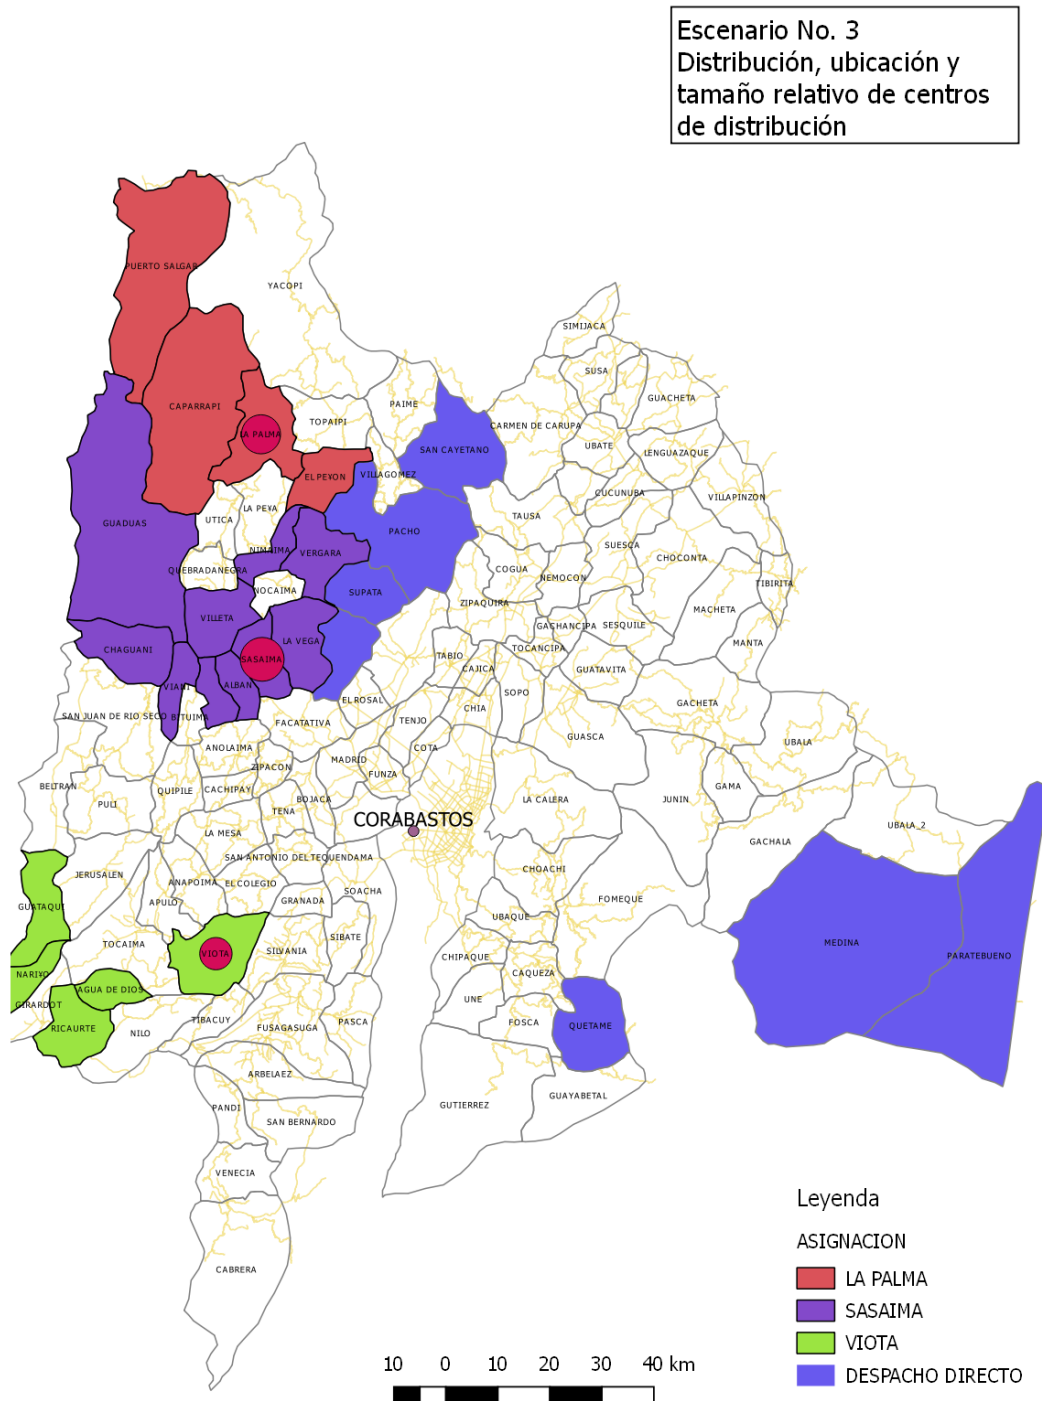 Escenario No. 3
Distribución, ubicación y
tamaño relativo de centros
de distribución
PUERTO SALGAR
YACOPI
SIMIJACA
SUSA
GUACHETA
CAPARRAPI
PAIME
TOPAIPI
CARMEN DE CARUPA
LA PALMA
UBATE
SAN CAYETANO
LENGUAZAQUE
EL PE¥ON
VILLAGOMEZ
CUCUNUBA
VILLAPINZON
LA PE¥A
UTICA
GUADUAS
TAUSA
PACHO
SUESCA
CHOCONTA
NIMAIMA
VERGARA
QUEBRADANEGRA
COGUA
NEMOCON
TIBIRITA
NOCAIMA
SUPATA
ZIPAQUIRA
MACHETA
VILLETA
GACHANCIPA
SESQUILE
LA VEGA
MANTA
CHAGUANI
TABIO
TOCANCIPA
SASAIMA
CAJICA
GUATAVITA
VIANI
ALBAN
SOPO
EL ROSAL
GACHETA
SAN JUAN DE RIO SECO
BITUIMA
FACATATIVA
TENJO
CHIA
GUASCA
UBALA
ANOLAIMA
COTA
MADRID
ZIPACON
FUNZA
BELTRAN
QUIPILE
CACHIPAY
BOJACA
GAMA
PULI
LA CALERA
JUNIN
TENA
CORABASTOS
UBALA_2
LA MESA
GACHALA
SAN ANTONIO DEL TEQUENDAMA
JERUSALEN
CHOACHI
ANAPOIMA
EL COLEGIO
SOACHA
APULO
GRANADA
FOMEQUE
GUATAQUI
UBAQUE
SIBATE
TOCAIMA
MEDINA
VIOTA
SILVANIA
CHIPAQUE
PARATEBUENO
NARI¥O
CAQUEZA
AGUA DE DIOS
UNE
GIRARDOT
TIBACUY
PASCA
FOSCA
RICAURTE
NILO
FUSAGASUGA
QUETAME
ARBELAEZ
GUAYABETAL
PANDI
GUTIERREZ
SAN BERNARDO
VENECIA
CABRERA
Leyenda
ASIGNACION
LA PALMA
SASAIMA
VIOTA
DESPACHO DIRECTO
10 0 10 20 30 40 km